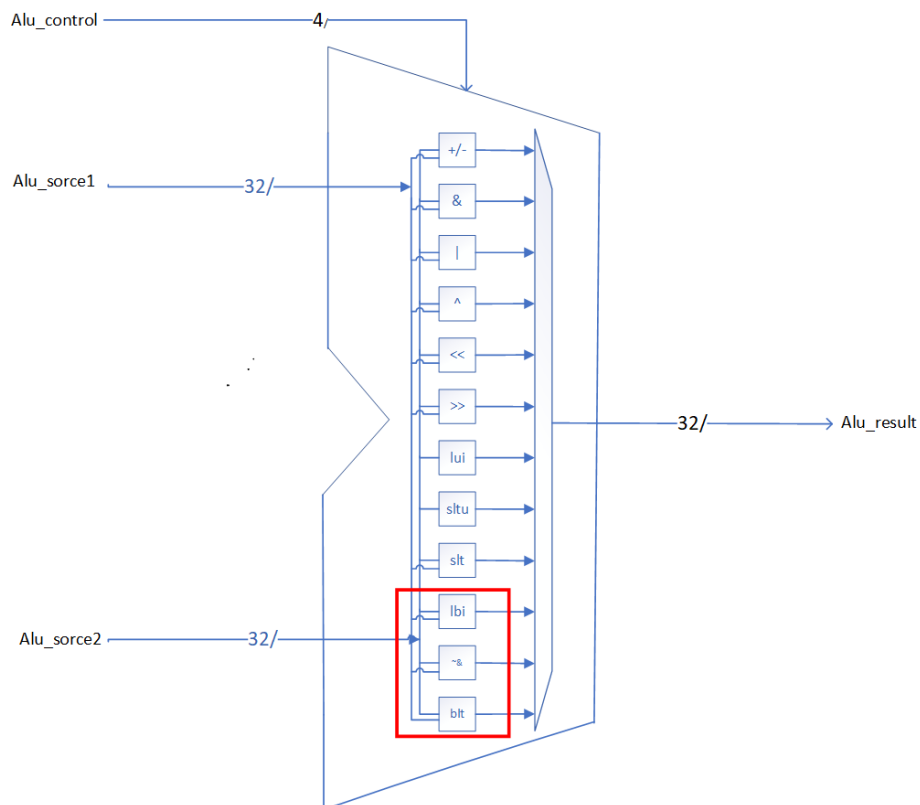 Alu_control
4/
+/-
Alu_sorce1
32/
&
|
^
<<
>>
32/
Alu_result
lui
sltu
slt
lbi
Alu_sorce2
32/
~&
blt